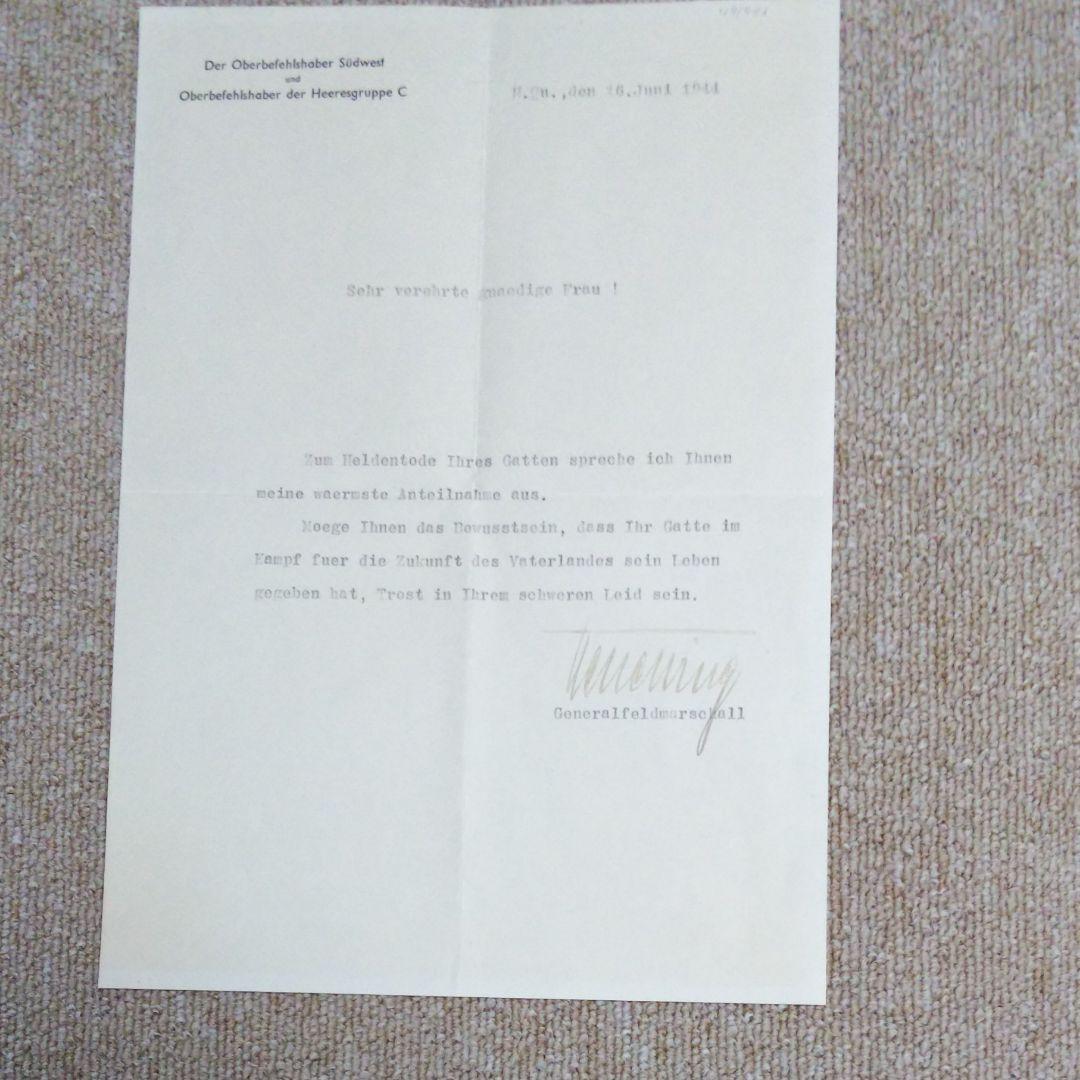 Der Oberbefehlshaber Südwest
und
Oberbefehlshaber der Heeresgruppe C
H.Qu.,den 16.Juni 1944
Sehr verehrte gnaedige Frau !
Zum Heldentode Ihres Gatten spreche ich Ihnen
meine waermste Anteilnahme aus.
Moege Ihnen das Bewusstsein, dass Ihr Gatte im
Kampf fuer die Zukunft des Vaterlandes sein Leben
gegeben hat, Trost in Ihrem schweren Leid sein.
Generalfeldmarschall